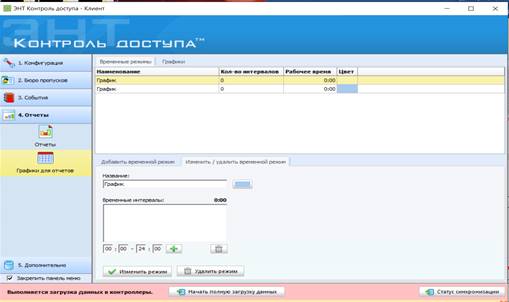 ЭНТ Контроль доступа - Клиент
ЭНТ
КОНТРОЛЬ ДОСТУПА™
1. Конфигурация
2. Бюро пропусков
3. События
4. Отчеты
Отчеты
Графики для отчетов
5. Дополнительно
Закрепить панель меню
Временные режимы Графики
Наименование Кол-во интервалов Рабочее время Цвет
График 0 0:00
График 0 0:00
Добавить временной режим Изменить / удалить временной режим
Название:
График
Временные интервалы: 0:00
00 : 00 - 24 : 00
Изменить режим Удалить режим
Выполняется загрузка данных в контроллеры. Начать полную загрузку данных Статус синхронизации